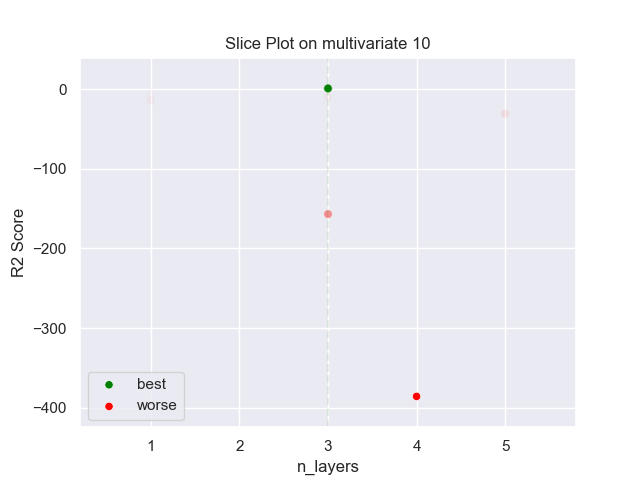 Slice Plot on multivariate 10
R2 Score
0
−100
−200
−300
−400
best
worse
1 2 3 4 5
n_layers